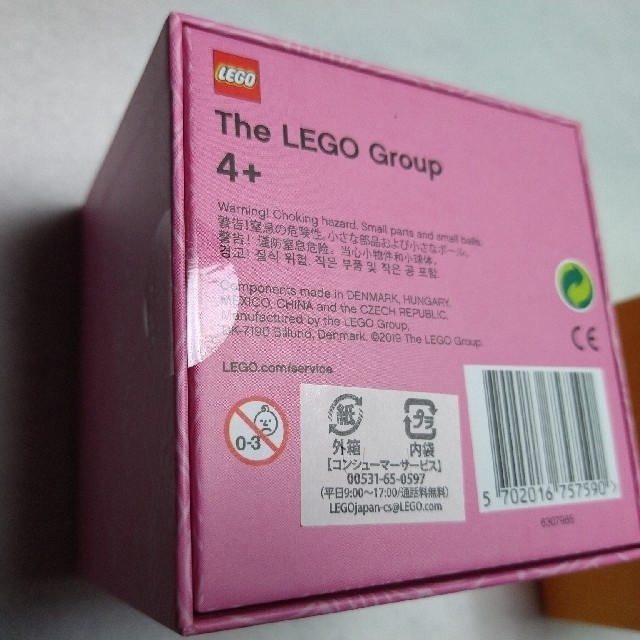 LEGO
The LEGO Group
4+
Warning! Choking hazard. Small parts and small balls.
警告!窒息の危険性。小さな部品および小さなボール。
警告! 谨防窒息危险。当心小物件和小球体。
경고! 질식 위험. 작은 부품 및 작은 공 포함.
Components made in DENMARK, HUNGARY,
MEXICO, CHINA and the CZECH REPUBLIC.
Manufactured by the LEGO Group,
DK-7190 Billund, Denmark. ©2019 The LEGO Group.
LEGO.com/service
CE
0-3
紙
プラ
外箱
内袋
【コンシューマーサービス】
00531-65-0597
(平日9:00〜17:00/通話料無料)
LEGOjapan-cs@LEGO.com
5 702016 757590
6307986